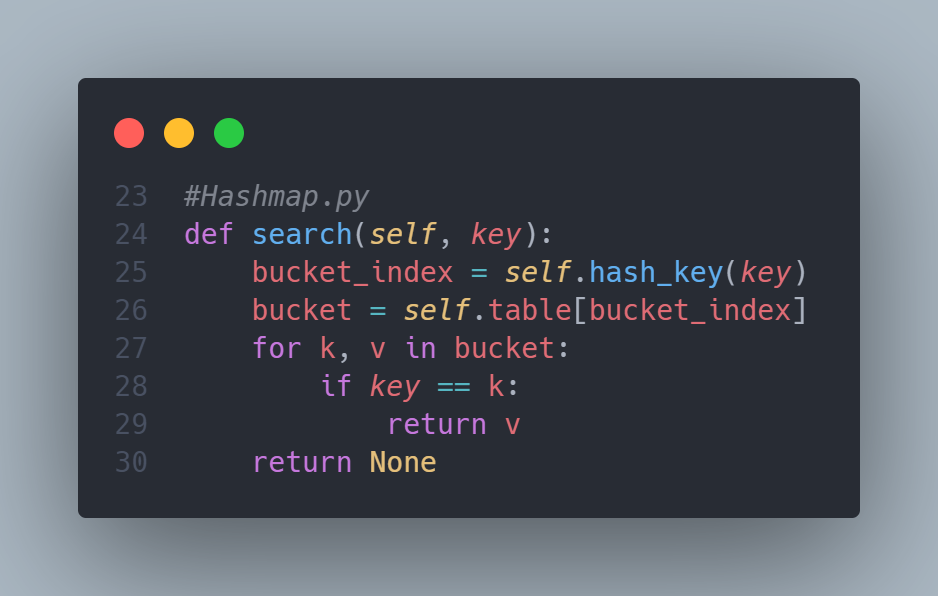 23 #Hashmap.py
24 def search(self, key):
25     bucket_index = self.hash_key(key)
26     bucket = self.table[bucket_index]
27     for k, v in bucket:
28         if key == k:
29             return v
30     return None